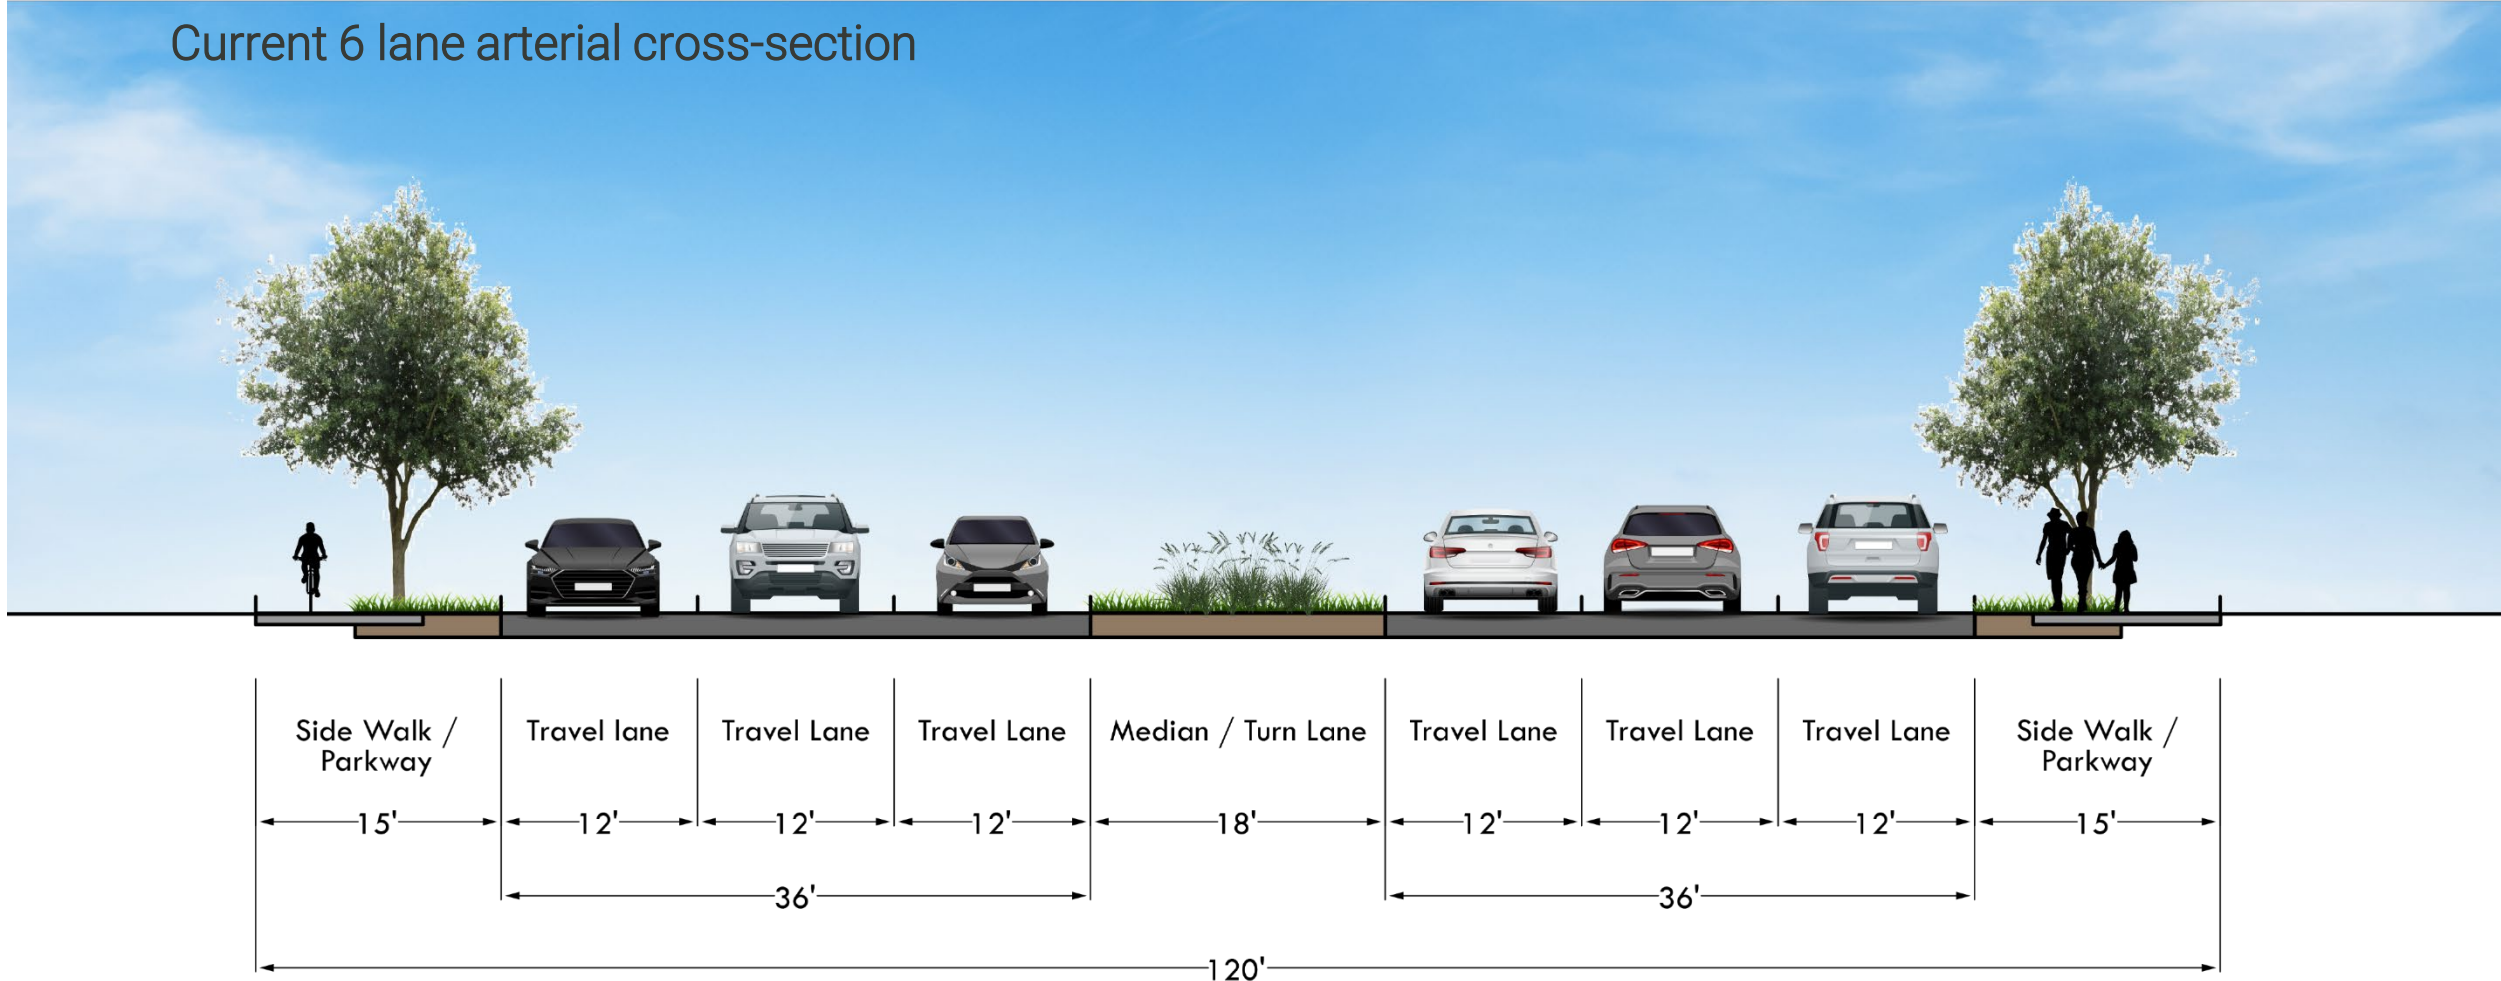 Current 6 lane arterial cross-section
Side Walk /
Parkway
Travel lane
Travel Lane
Travel Lane
Median / Turn Lane
Travel Lane
Travel Lane
Travel Lane
Side Walk /
Parkway
15'
12'
12'
12'
18'
12'
12'
12'
15'
36'
36'
120'